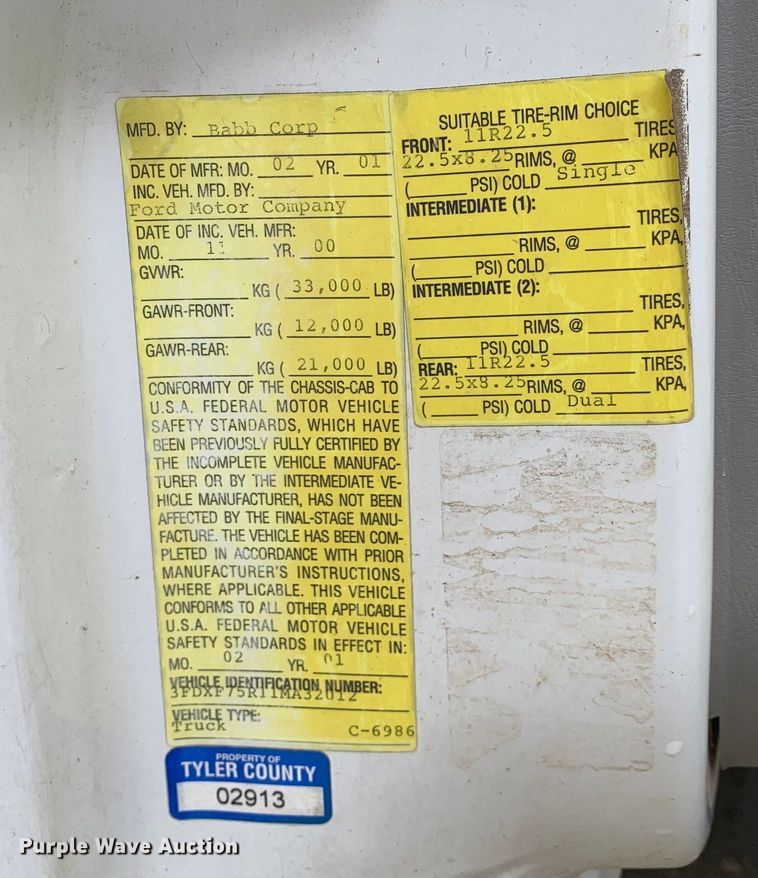 MFD. BY: Babb Corp
DATE OF MFR: MO. 02 YR. 01
INC. VEH. MFD. BY:
Ford Motor Company
DATE OF INC. VEH. MFR:
MO. 11 YR. 00
GVWR:
KG ( 33,000 LB)
GAWR-FRONT:
KG ( 12,000 LB)
GAWR-REAR:
KG ( 21,000 LB)
CONFORMITY OF THE CHASSIS-CAB TO
U.S.A. FEDERAL MOTOR VEHICLE
SAFETY STANDARDS, WHICH HAVE
BEEN PREVIOUSLY FULLY CERTIFIED BY
THE INCOMPLETE VEHICLE MANUFAC-
TURER OR BY THE INTERMEDIATE VE-
HICLE MANUFACTURER, HAS NOT BEEN
AFFECTED BY THE FINAL-STAGE MANU-
FACTURE. THE VEHICLE HAS BEEN COM-
PLETED IN ACCORDANCE WITH PRIOR
MANUFACTURER'S INSTRUCTIONS,
WHERE APPLICABLE. THIS VEHICLE
CONFORMS TO ALL OTHER APPLICABLE
U.S.A. FEDERAL MOTOR VEHICLE
SAFETY STANDARDS IN EFFECT IN:
MO. 02 YR. 01
VEHICLE IDENTIFICATION NUMBER:
VEHICLE TYPE:
Truck C-6986
SUITABLE TIRE-RIM CHOICE
FRONT: 11R22.5 TIRES
22.5x8.25 RIMS, @ KPA
( PSI) COLD Single
INTERMEDIATE (1):
TIRES,
RIMS, @ KPA,
( PSI) COLD
INTERMEDIATE (2):
TIRES,
RIMS, @ KPA,
( PSI) COLD
REAR: 11R22.5 TIRES,
22.5x8.25 RIMS, @ KPA,
( PSI) COLD Dual
PROPERTY OF
TYLER COUNTY
02913
Purple Wave Auction